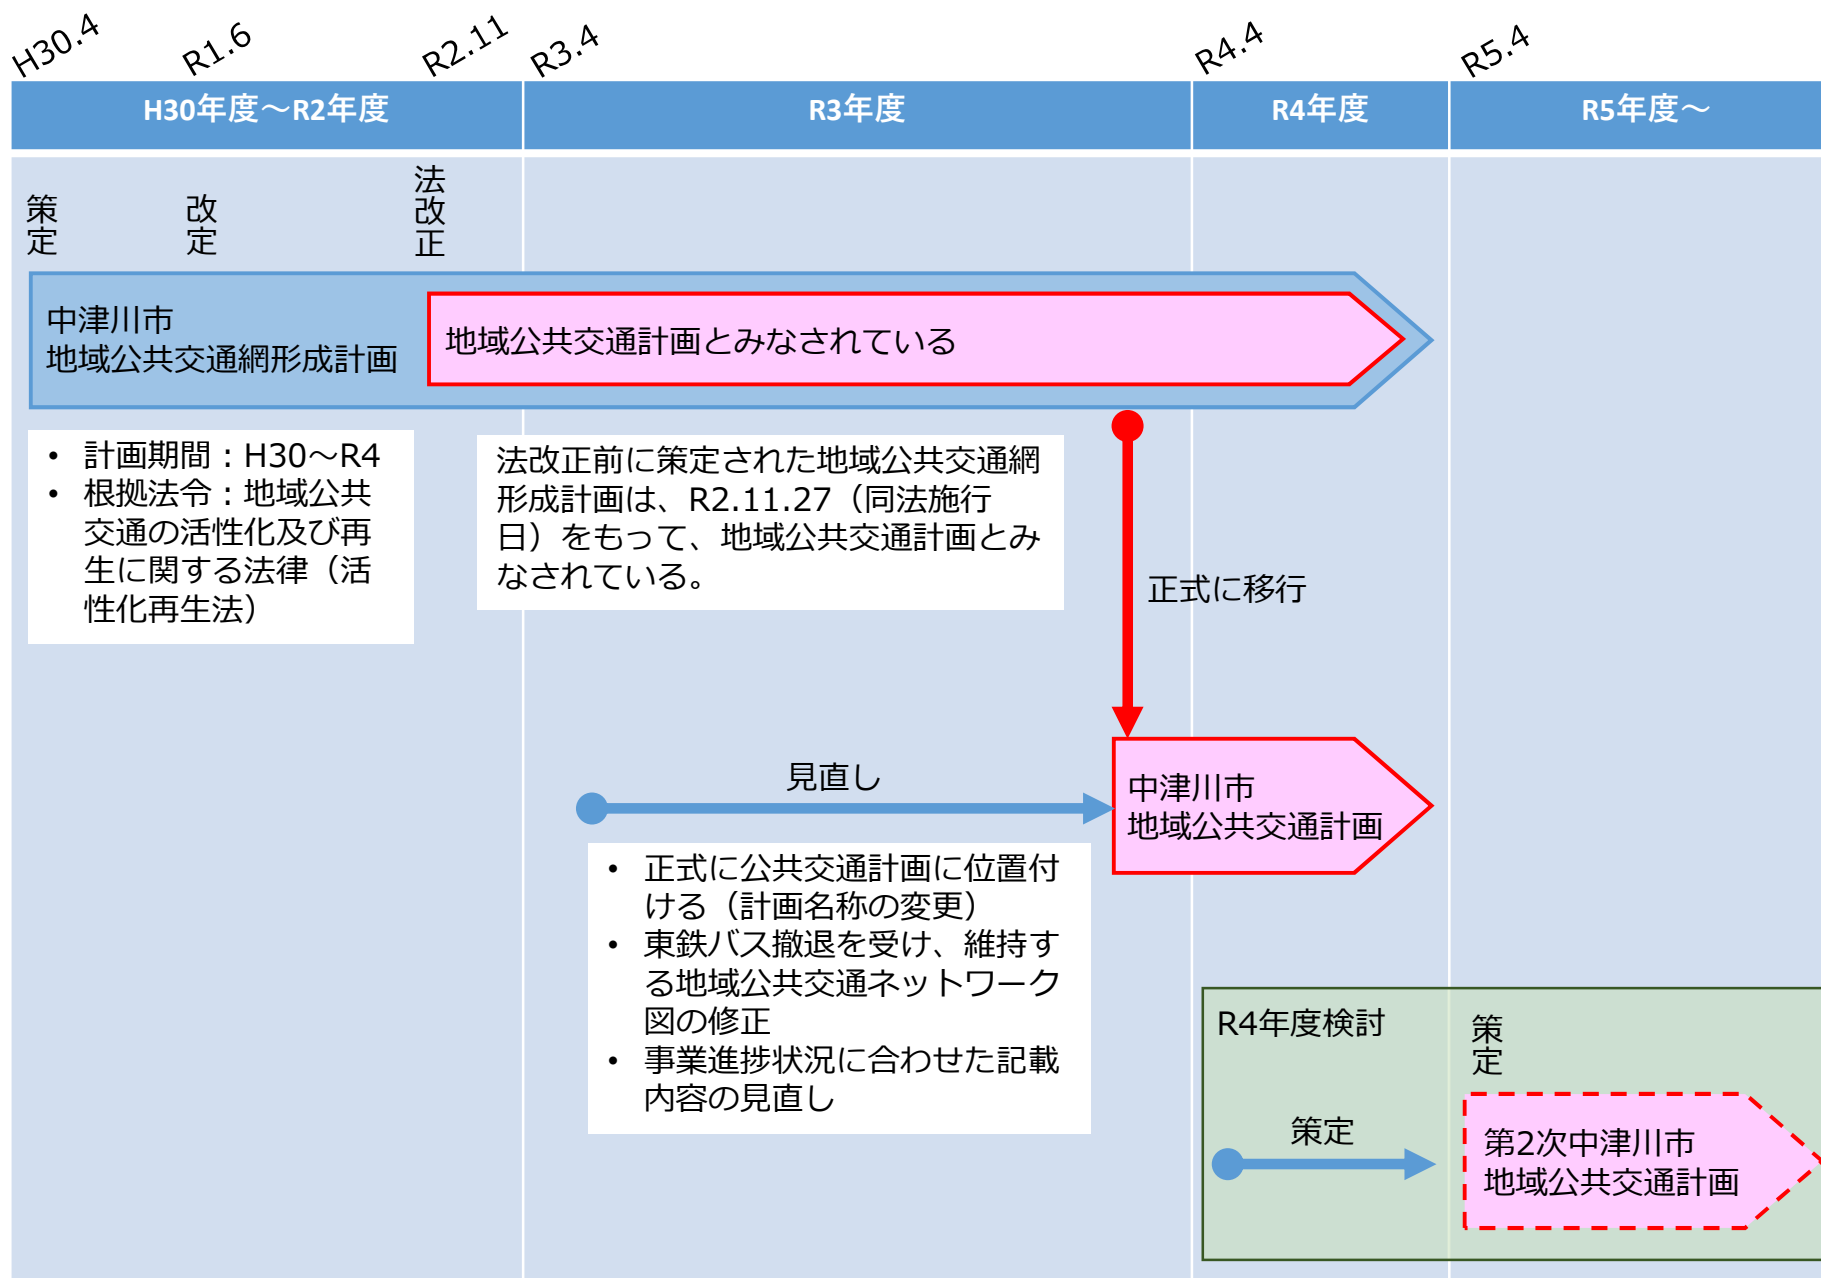 H30.4
R1.6
R2.11
R3.4
R4.4
R5.4
H30年度～R2年度
R3年度
R4年度
R5年度～
策定
改定
法改正
中津川市
地域公共交通網形成計画
地域公共交通計画とみなされている
• 計画期間：H30～R4
• 根拠法令：地域公共
交通の活性化及び再
生に関する法律（活
性化再生法）
法改正前に策定された地域公共交通網
形成計画は、R2.11.27（同法施行
日）をもって、地域公共交通計画とみ
なされている。
正式に移行
見直し
中津川市
地域公共交通計画
• 正式に公共交通計画に位置付
ける（計画名称の変更）
• 東鉄バス撤退を受け、維持す
る地域公共交通ネットワーク
図の修正
• 事業進捗状況に合わせた記載
内容の見直し
R4年度検討
策定
策定
第2次中津川市
地域公共交通計画